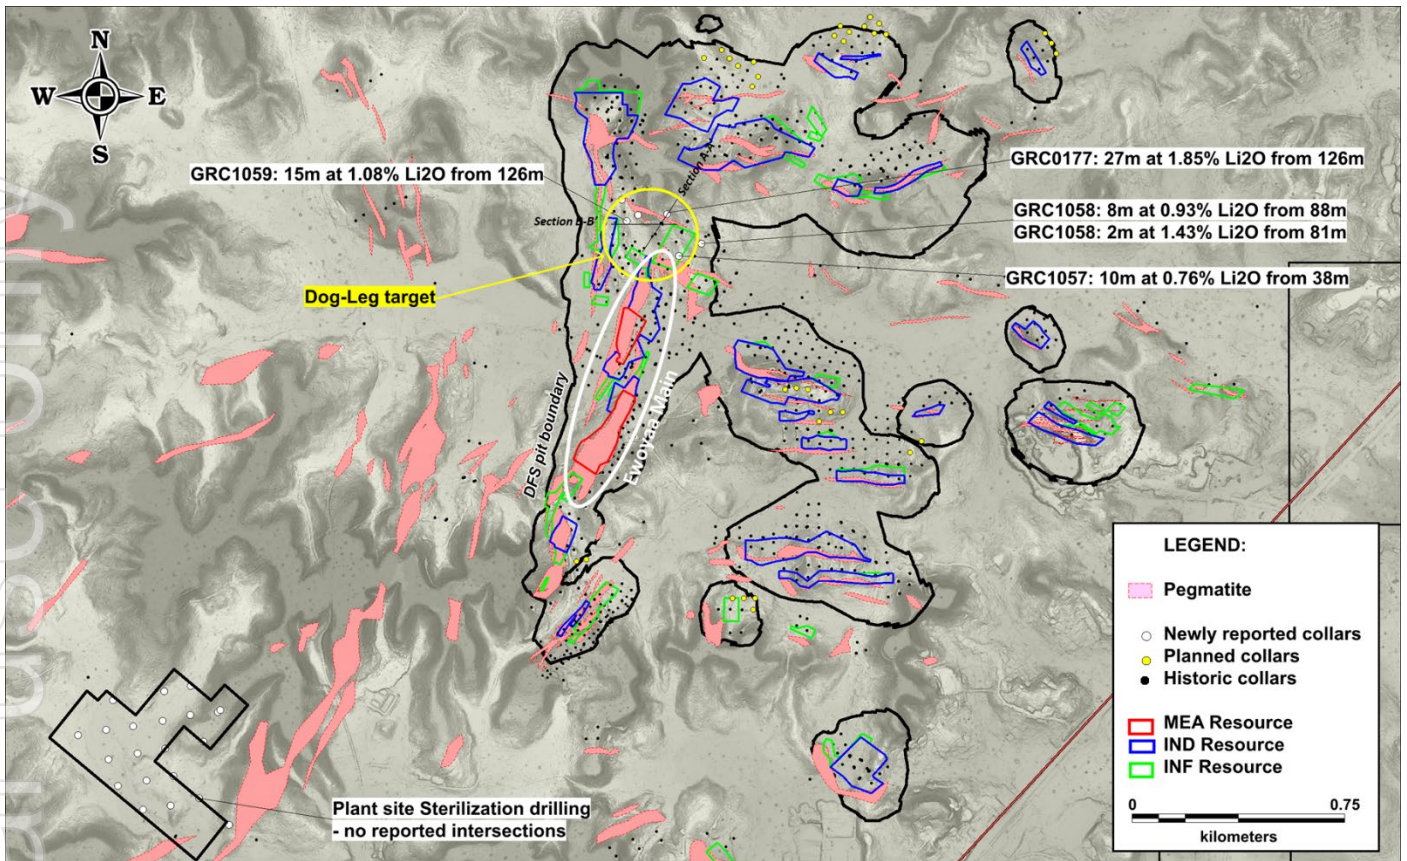 N
W E
S
GRC1059: 15m at 1.08% Li2O from 126m
Section A-A'
GRC0177: 27m at 1.85% Li2O from 126m
Section B-B'
GRC1058: 8m at 0.93% Li2O from 88m
GRC1058: 2m at 1.43% Li2O from 81m
GRC1057: 10m at 0.76% Li2O from 38m
Dog-Leg target
DFS pit boundary
Ewoyaa Main
Plant site Sterilization drilling
- no reported intersections
LEGEND:
Pegmatite
Newly reported collars
Planned collars
Historic collars
MEA Resource
IND Resource
INF Resource
0 0.75
kilometers